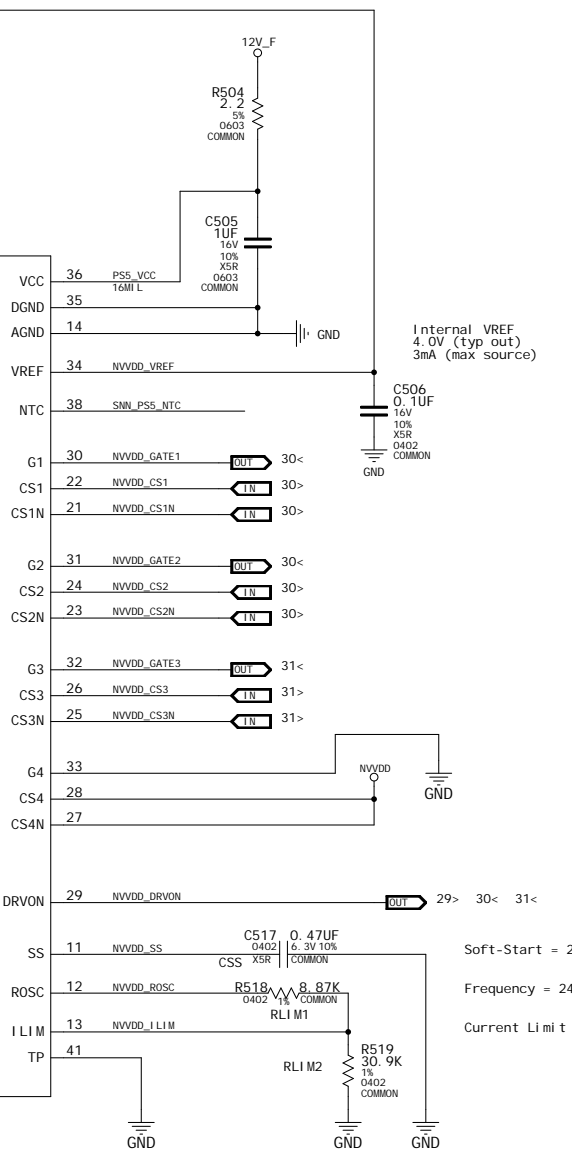 12V_F
R504
2.2
5%
0603
COMMON
C505
1UF
16V
10%
X5R
0603
COMMON
VCC 36 PS5_VCC
16MIL
DGND 35
AGND 14
GND
Internal VREF
4.0V (typ out)
3mA (max source)
VREF 34 NVVDD_VREF
C506
0.1UF
16V
10%
X5R
0402
COMMON
GND
NTC 38 SNN_PS5_NTC
G1 30 NVVDD_GATE1 OUT 30<
CS1 22 NVVDD_CS1 IN 30>
CS1N 21 NVVDD_CS1N IN 30>
G2 31 NVVDD_GATE2 OUT 30<
CS2 24 NVVDD_CS2 IN 30>
CS2N 23 NVVDD_CS2N IN 30>
G3 32 NVVDD_GATE3 OUT 31<
CS3 26 NVVDD_CS3 IN 31>
CS3N 25 NVVDD_CS3N IN 31>
G4 33
NVVDD
GND
CS4 28
CS4N 27
DRVON 29 NVVDD_DRVON OUT 29> 30< 31<
C517 0.47UF
0402 6.3V 10%
X5R COMMON
SS 11 NVVDD_SS CSS
Soft-Start = 2
ROSC 12 NVVDD_ROSC R518 8.87K
0402 1% COMMON
RLIM1
Frequency = 24
ILIM 13 NVVDD_ILIM
Current Limit
TP 41
RLIM2
R519
30.9K
1%
0402
COMMON
GND
GND
GND